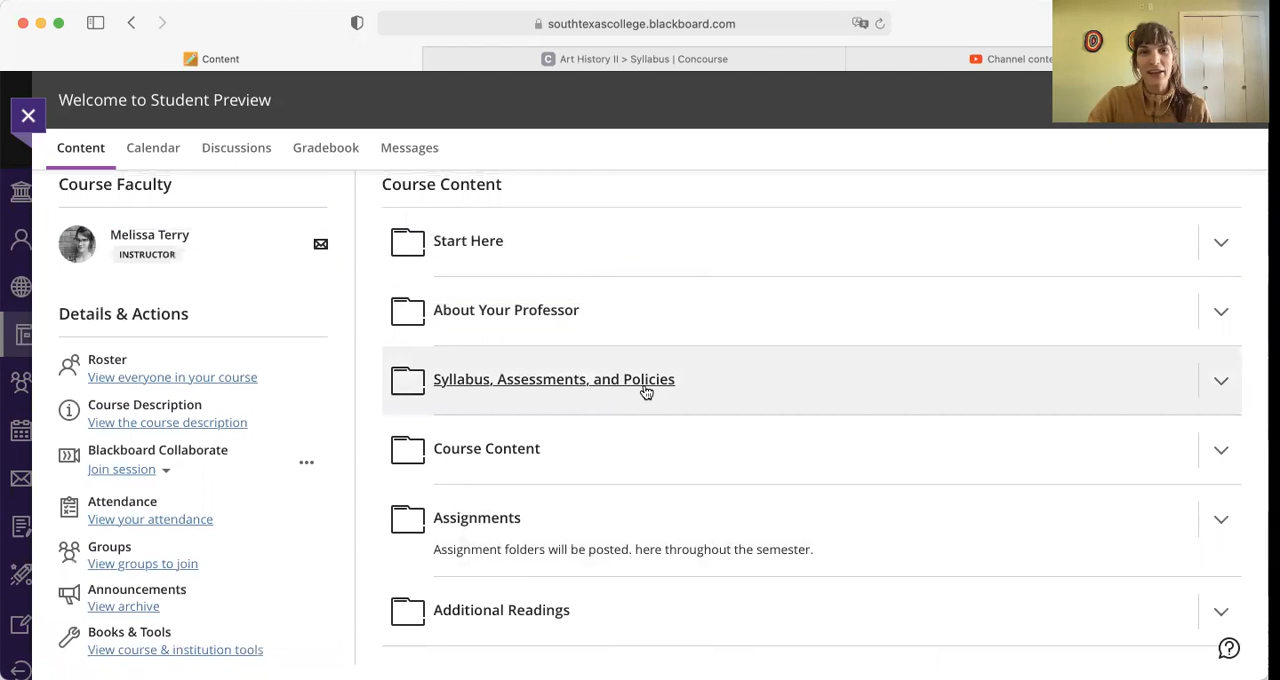 southtexascollege.blackboard.com
Content
Art History II > Syllabus | Concourse
Channel conte
Welcome to Student Preview
Content
Calendar
Discussions
Gradebook
Messages
Course Faculty
Melissa Terry
INSTRUCTOR
Details & Actions
Roster
View everyone in your course
Course Description
View the course description
Blackboard Collaborate
Join session
Attendance
View your attendance
Groups
View groups to join
Announcements
View archive
Books & Tools
View course & institution tools
Course Content
Start Here
About Your Professor
Syllabus, Assessments, and Policies
Course Content
Assignments
Assignment folders will be posted. here throughout the semester.
Additional Readings